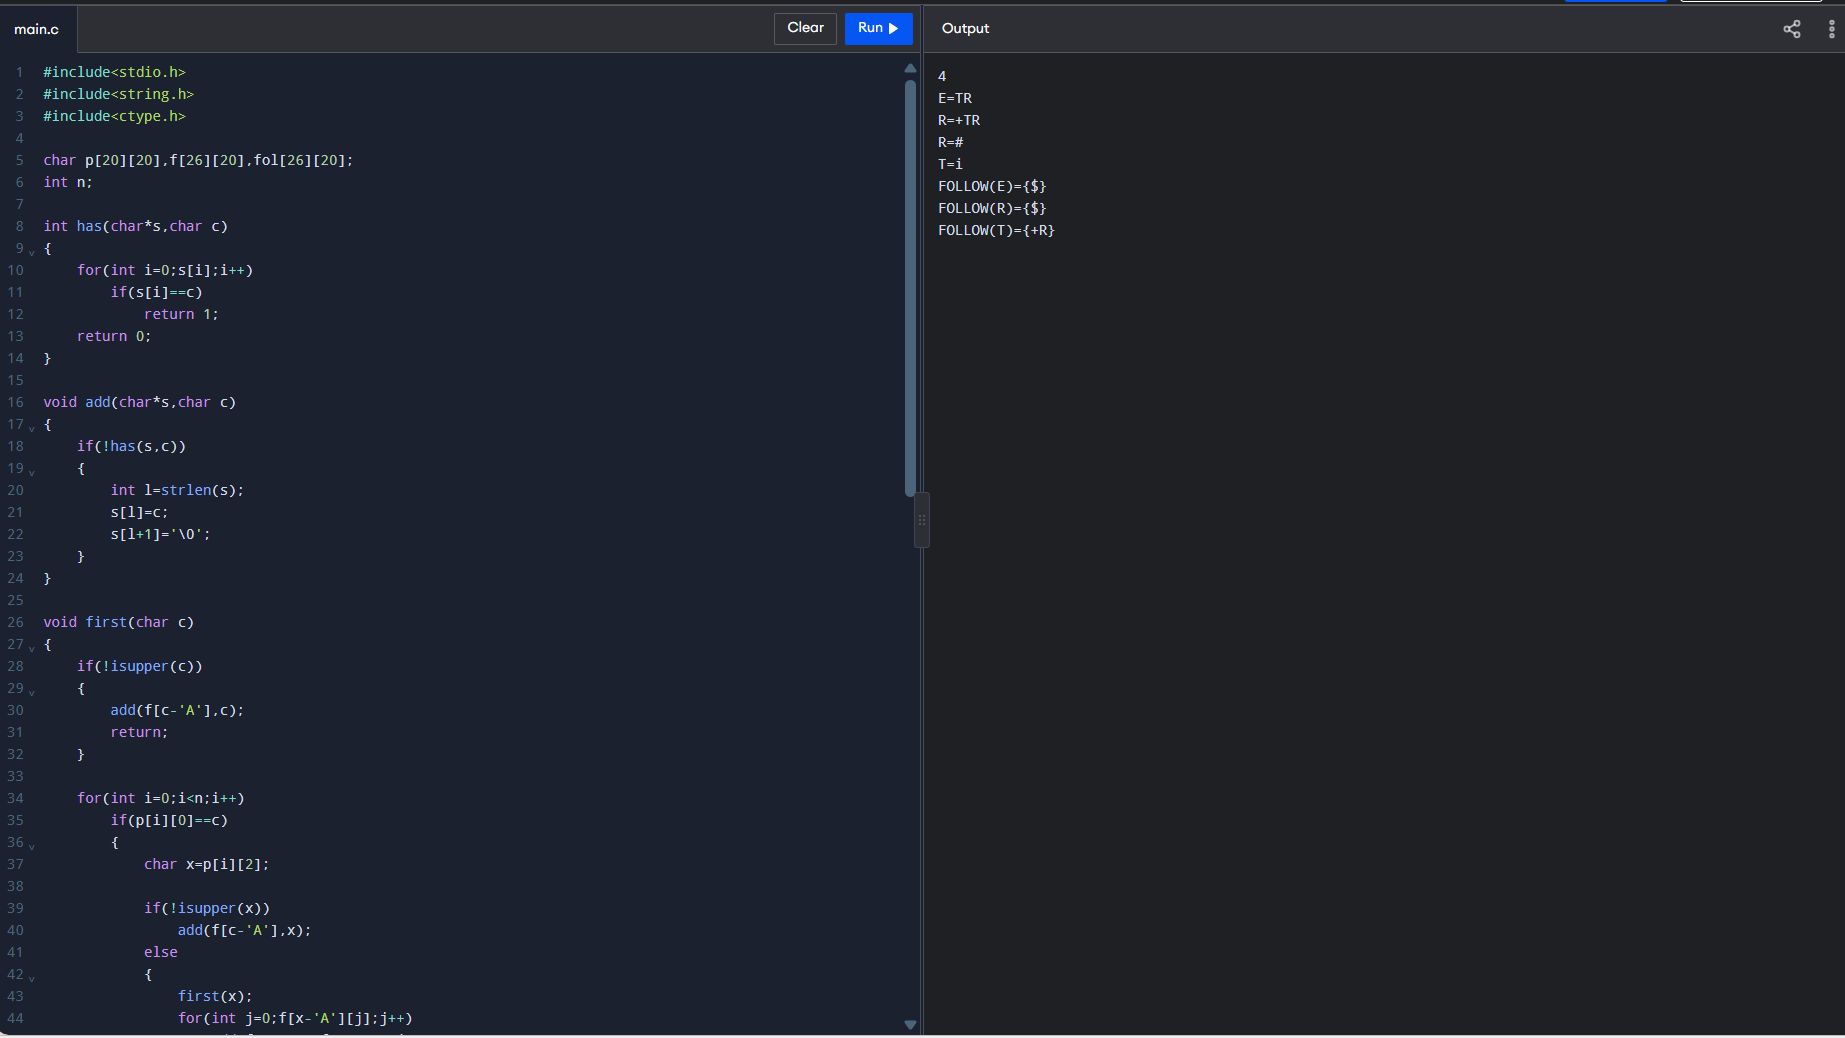 main.c
Clear
Run
1 #include<stdio.h>
2 #include<string.h>
3 #include<ctype.h>
4
5 char p[20][20],f[26][20],fol[26][20];
6 int n;
7
8 int has(char*s,char c)
9 {
10 for(int i=0;s[i];i++)
11 if(s[i]==c)
12 return 1;
13 return 0;
14 }
15
16 void add(char*s,char c)
17 {
18 if(!has(s,c))
19 {
20 int l=strlen(s);
21 s[l]=c;
22 s[l+1]='\0';
23 }
24 }
25
26 void first(char c)
27 {
28 if(!isupper(c))
29 {
30 add(f[c-'A'],c);
31 return;
32 }
33
34 for(int i=0;i<n;i++)
35 if(p[i][0]==c)
36 {
37 char x=p[i][2];
38
39 if(!isupper(x))
40 add(f[c-'A'],x);
41 else
42 {
43 first(x);
44 for(int j=0;f[x-'A'][j];j++)
Output
4
E=TR
R=+TR
R=#
T=i
FOLLOW(E)={$}
FOLLOW(R)={$}
FOLLOW(T)={+R}